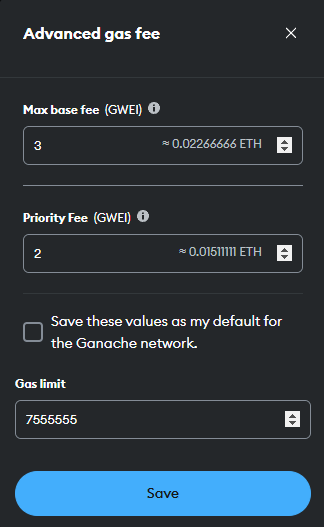 Advanced gas fee
Max base fee (GWEI)
3 ≈ 0.02266666 ETH
Priority Fee (GWEI)
2 ≈ 0.01511111 ETH
Save these values as my default for
the Ganache network.
Gas limit
7555555
Save